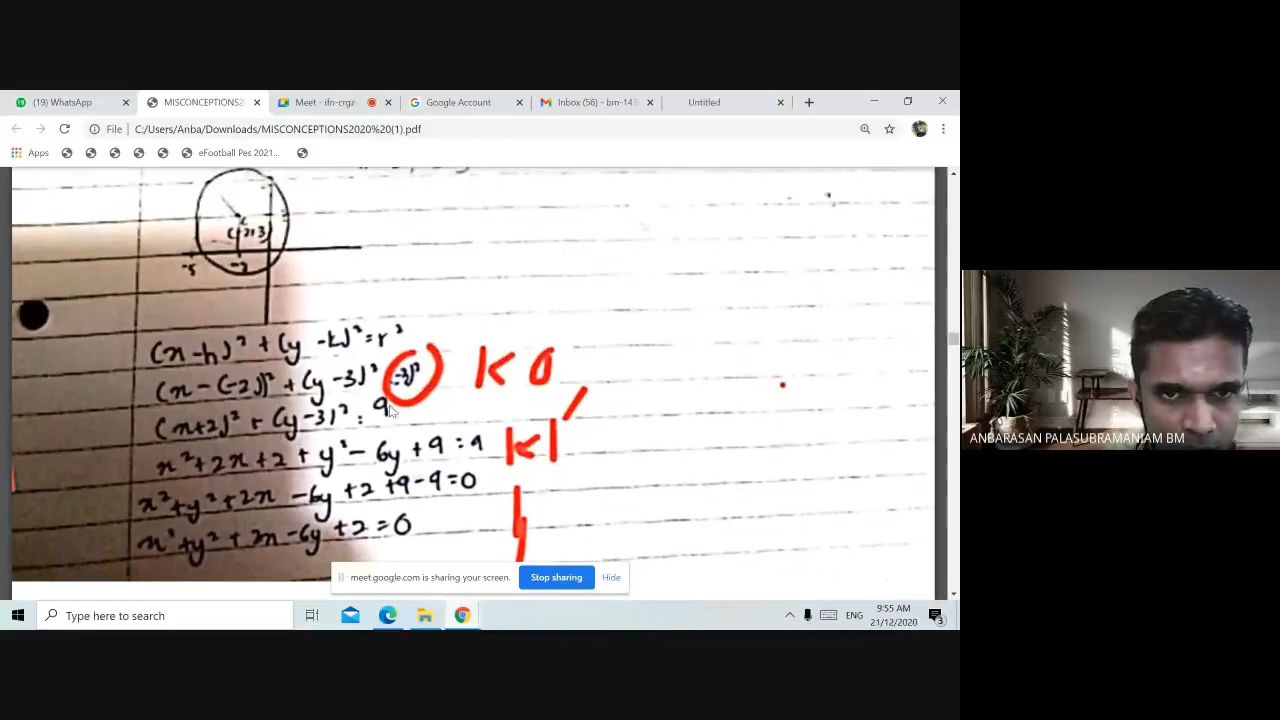 (19) WhatsApp
MISCONCEPTIONS2
Meet - ifn-crgz-
Google Account
Inbox (56) - bm-143
Untitled
File
C:/Users/Anba/Downloads/MISCONCEPTIONS2020%20(1).pdf
Apps
eFootball Pes 2021...
-5
-2
(x - h)² + (y - k)² = r²
(x - (-2))² + (y - 3)² -3)² K 0
(x+2)² + (y-3)² : 9
x² + 2x + 2 + y² - 6y + 9 = 9 K1
x² + y² + 2x - 6y + 2 + 9 - 9 = 0
x² + y² + 2x - 6y + 2 = 0
ANBARASAN PALASUBRAMANIAM BM
meet.google.com is sharing your screen.
Stop sharing
Hide
Type here to search
ENG
9:55 AM
21/12/2020
3